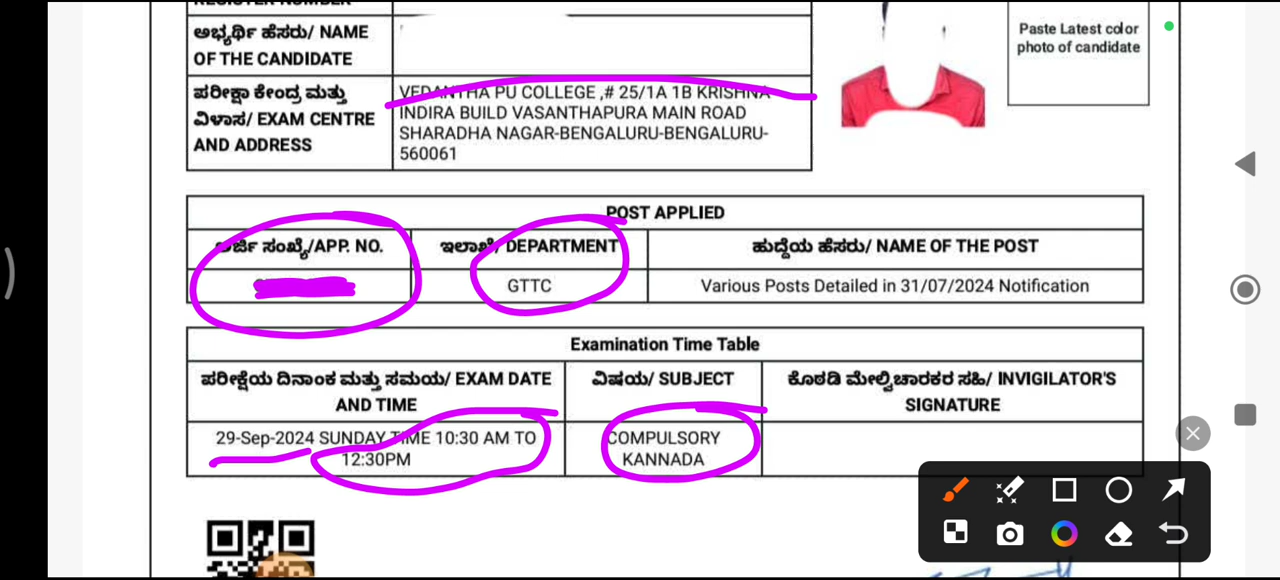 REGISTER NUMBER
ಅಭ್ಯರ್ಥಿ ಹೆಸರು/ NAME
OF THE CANDIDATE
ಪರೀಕ್ಷಾ ಕೇಂದ್ರ ಮತ್ತು
ವಿಳಾಸ/ EXAM CENTRE
AND ADDRESS
VEDANTHA PU COLLEGE ,# 25/1A 1B KRISHNA
INDIRA BUILD VASANTHAPURA MAIN ROAD
SHARADHA NAGAR-BENGALURU-BENGALURU-
560061
Paste Latest color
photo of candidate
POST APPLIED
ಅರ್ಜಿ ಸಂಖ್ಯೆ/APP. NO.
ಇಲಾಖೆ/ DEPARTMENT
ಹುದ್ದೆಯ ಹೆಸರು/ NAME OF THE POST
GTTC
Various Posts Detailed in 31/07/2024 Notification
Examination Time Table
ಪರೀಕ್ಷೆಯ ದಿನಾಂಕ ಮತ್ತು ಸಮಯ/ EXAM DATE
AND TIME
ವಿಷಯ/ SUBJECT
ಕೊಠಡಿ ಮೇಲ್ವಿಚಾರಕರ ಸಹಿ/ INVIGILATOR'S
SIGNATURE
29-Sep-2024 SUNDAY TIME 10:30 AM TO
12:30PM
COMPULSORY
KANNADA